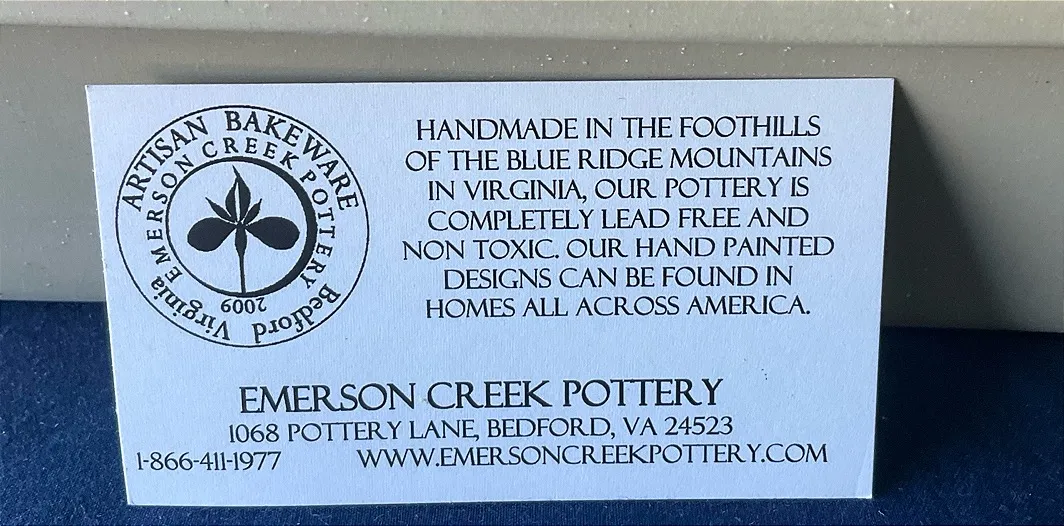 ARTISAN BAKEWARE
EMERSON CREEK POTTERY
2009
Bedford Virginia
HANDMADE IN THE FOOTHILLS
OF THE BLUE RIDGE MOUNTAINS
IN VIRGINIA, OUR POTTERY IS
COMPLETELY LEAD FREE AND
NON TOXIC. OUR HAND PAINTED
DESIGNS CAN BE FOUND IN
HOMES ALL ACROSS AMERICA.
EMERSON CREEK POTTERY
1068 POTTERY LANE, BEDFORD, VA 24523
1-866-411-1977 WWW.EMERSONCREEKPOTTERY.COM